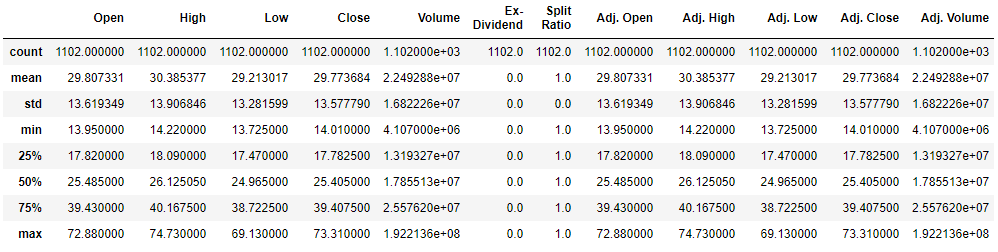 Open High Low Close Volume Ex-Dividend Split Ratio Adj. Open Adj. High Adj. Low Adj. Close Adj. Volume
count 1102.000000 1102.000000 1102.000000 1102.000000 1.102000e+03 1102.0 1102.0 1102.000000 1102.000000 1102.000000 1102.000000 1.102000e+03
mean 29.807331 30.385377 29.213017 29.773684 2.249288e+07 0.0 1.0 29.807331 30.385377 29.213017 29.773684 2.249288e+07
std 13.619349 13.906846 13.281599 13.577790 1.682226e+07 0.0 0.0 13.619349 13.906846 13.281599 13.577790 1.682226e+07
min 13.950000 14.220000 13.725000 14.010000 4.107000e+06 0.0 1.0 13.950000 14.220000 13.725000 14.010000 4.107000e+06
25% 17.820000 18.090000 17.470000 17.782500 1.319327e+07 0.0 1.0 17.820000 18.090000 17.470000 17.782500 1.319327e+07
50% 25.485000 26.125050 24.965000 25.405000 1.785513e+07 0.0 1.0 25.485000 26.125050 24.965000 25.405000 1.785513e+07
75% 39.430000 40.167500 38.722500 39.407500 2.557620e+07 0.0 1.0 39.430000 40.167500 38.722500 39.407500 2.557620e+07
max 72.880000 74.730000 69.130000 73.310000 1.922136e+08 0.0 1.0 72.880000 74.730000 69.130000 73.310000 1.922136e+08